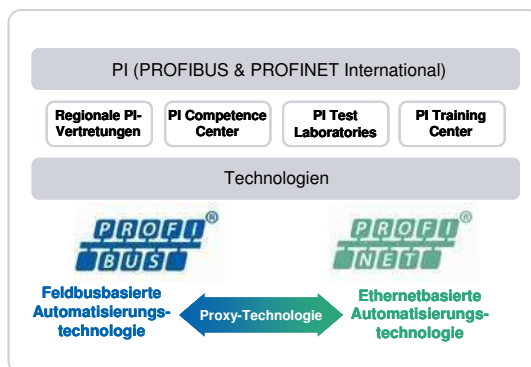 PI (PROFIBUS & PROFINET International)
Regionale PI-
Vertretungen
PI Competence
Center
PI Test
Laboratories
PI Training
Center
Technologien
PROFI®
BUS
PROFI®
NET
Feldbusbasierte
Automatisierungs-
technologie
Proxy-Technologie
Ethernetbasierte
Automatisierungs-
technologie